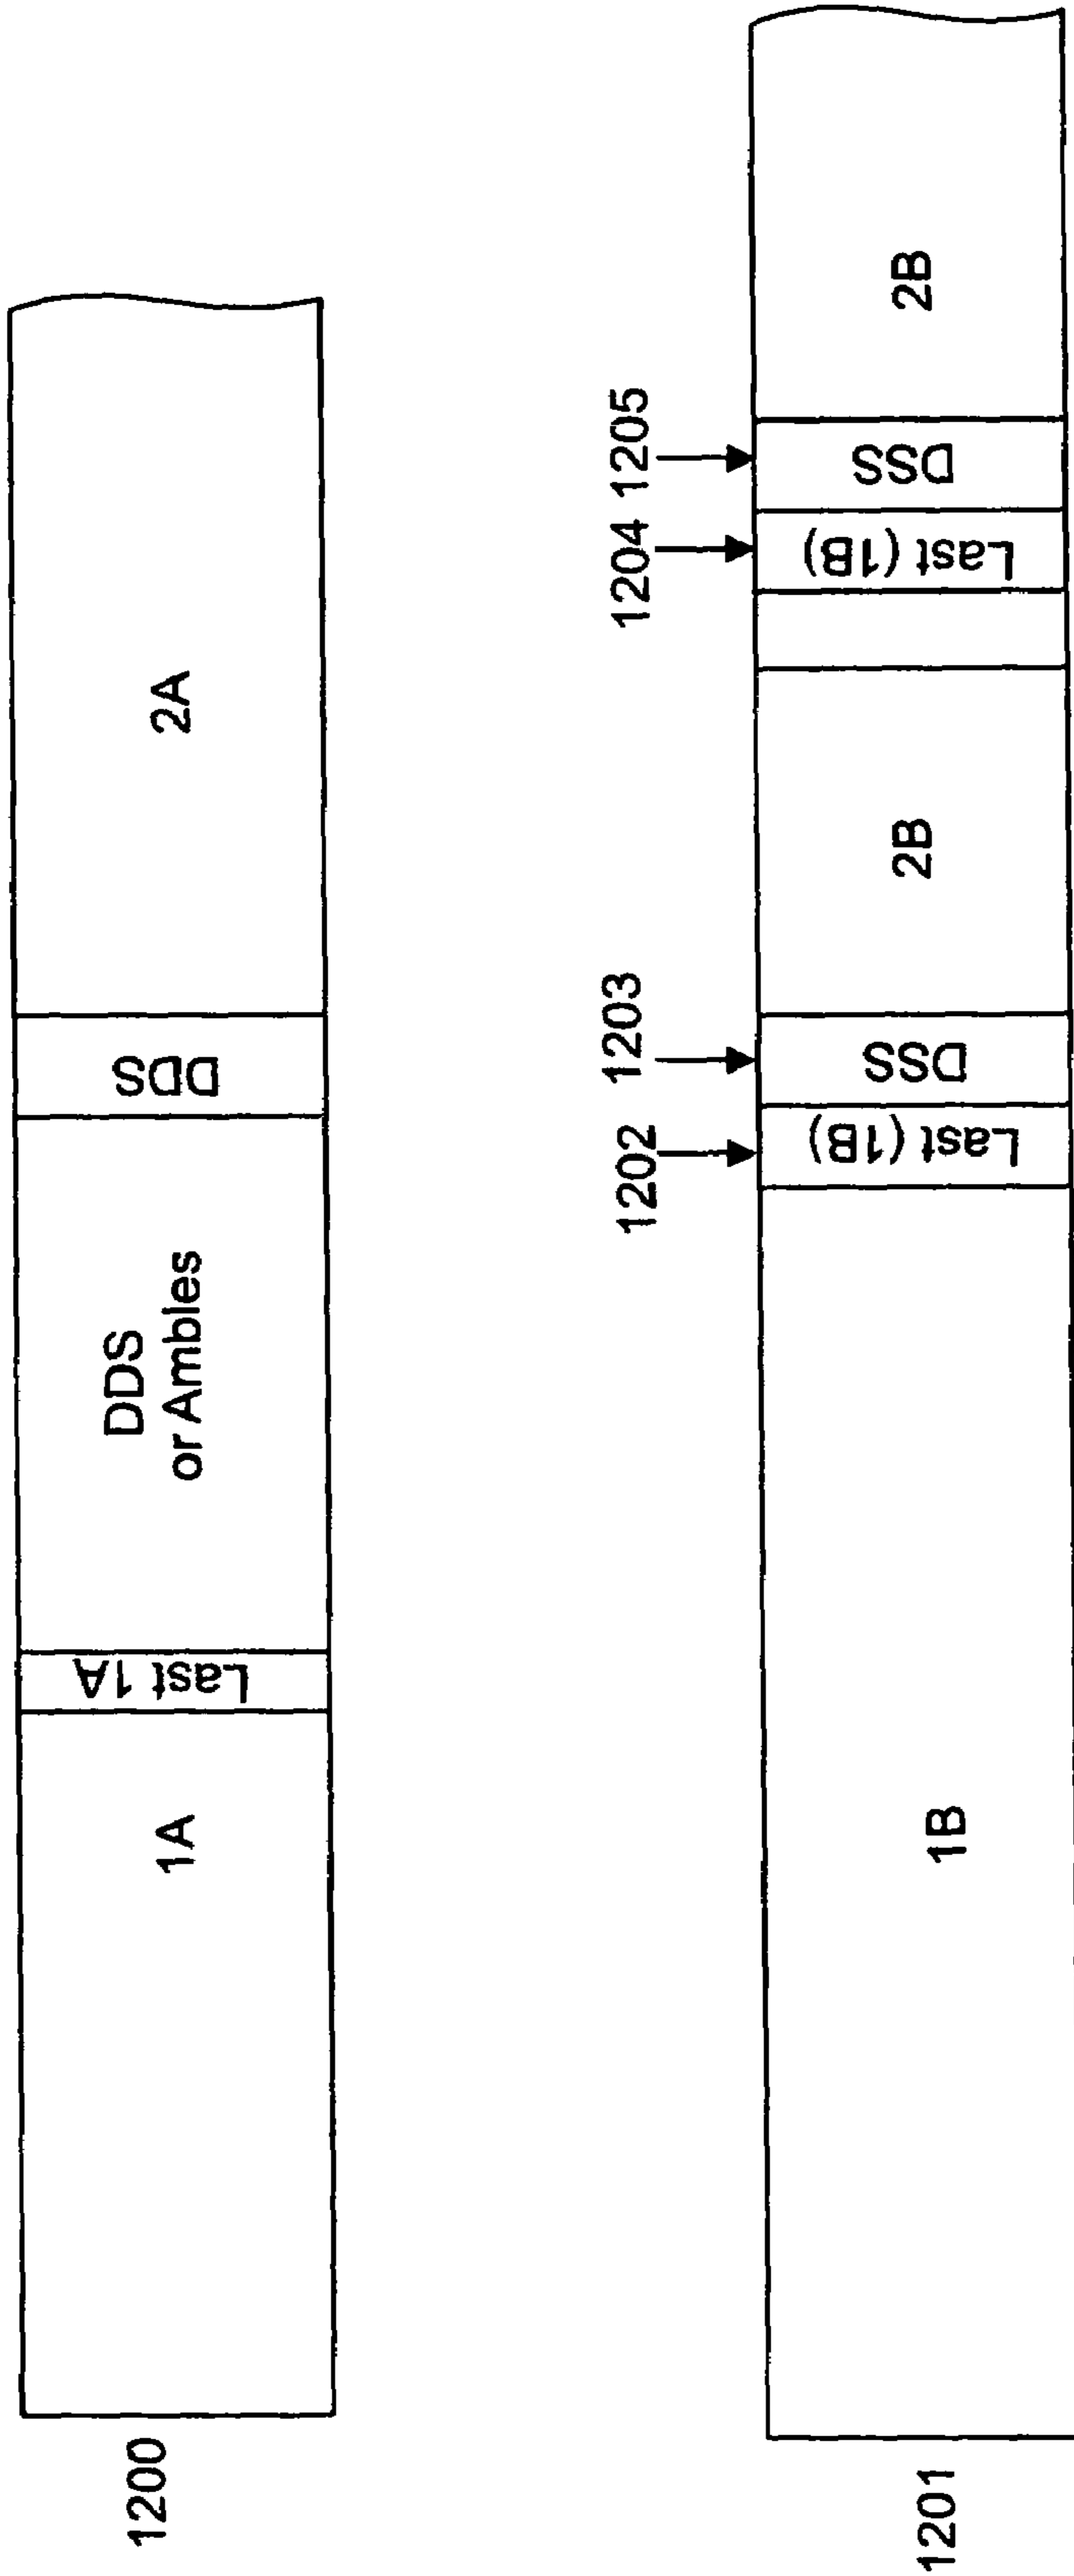 1200
1A
Last 1A
DDS
or Ambles
DDS
2A
1201
1B
1202
Last (1B)
1203
DSS
2B
1204
Last (1B)
1205
DSS
2B